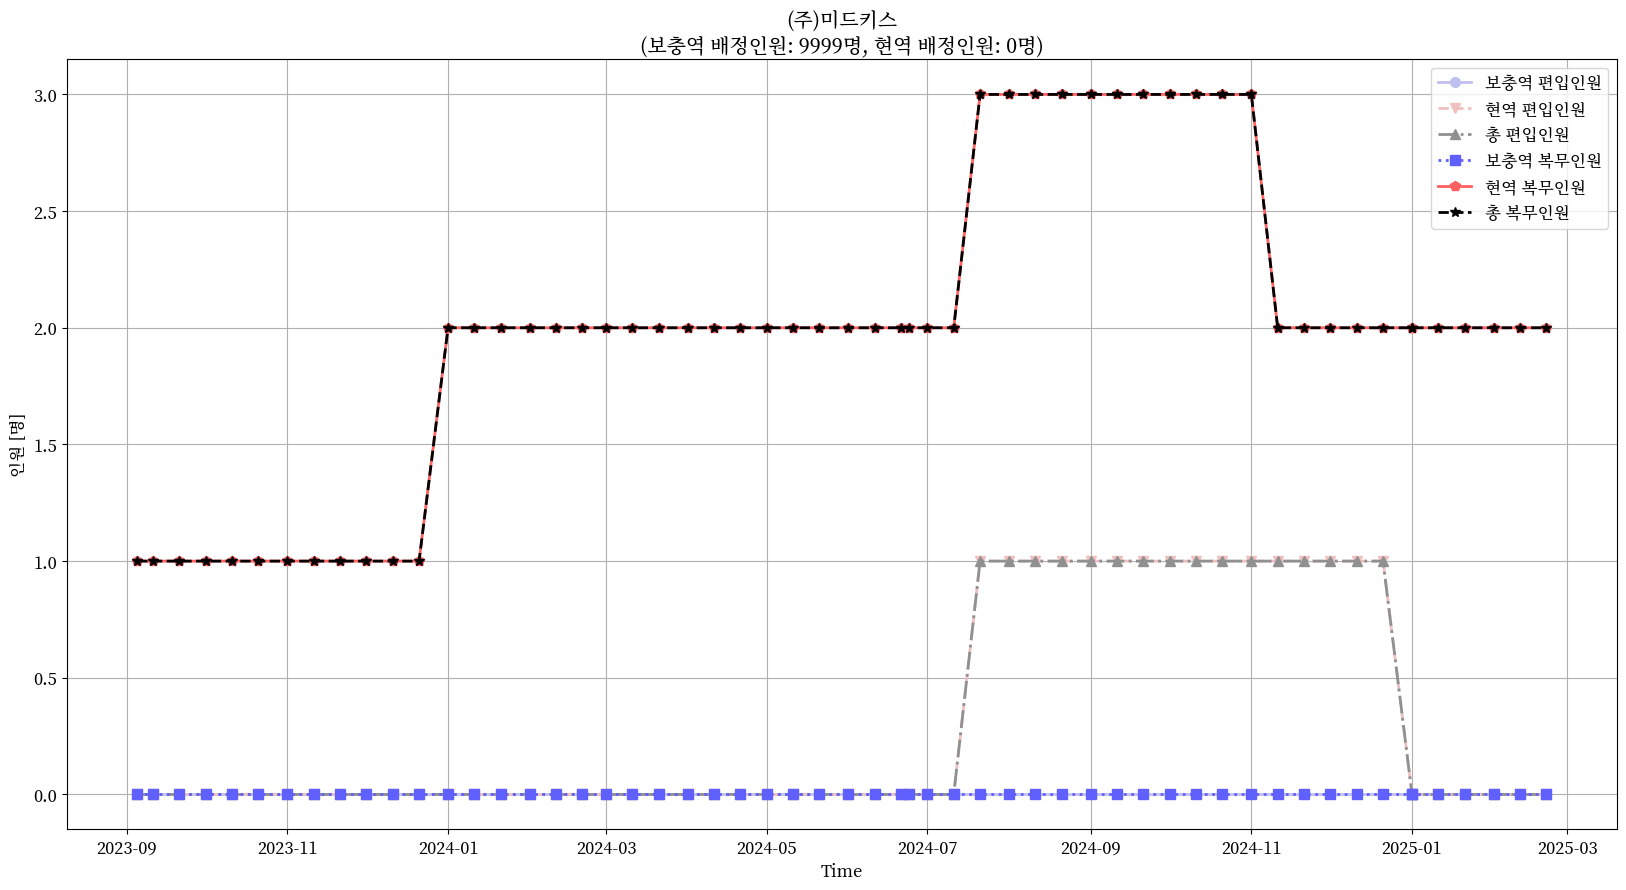 (주)미드키스
(보충역 배정인원: 9999명, 현역 배정인원: 0명)
3.0
2.5
2.0
1.5
1.0
0.5
0.0
인원 [명]
보충역 편입인원
현역 편입인원
총 편입인원
보충역 복무인원
현역 복무인원
총 복무인원
2023-09 2023-11 2024-01 2024-03 2024-05 2024-07 2024-09 2024-11 2025-01 2025-03
Time